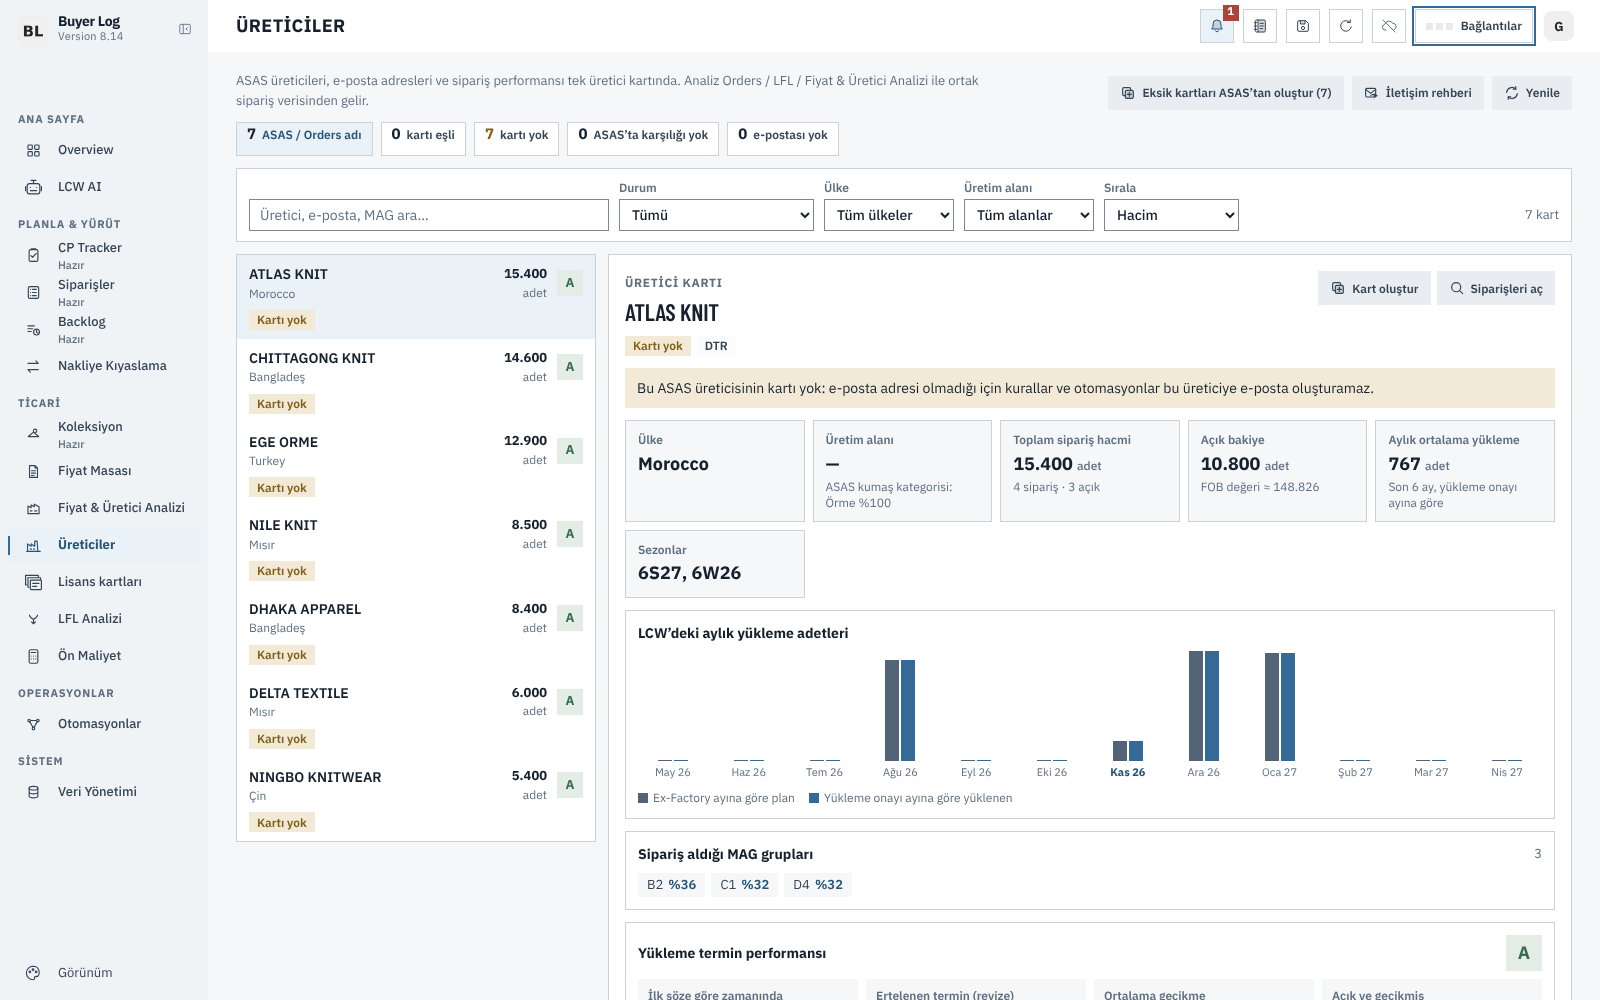 BL
Buyer Log
Version 8.14
ANA SAYFA
Overview
LCW AI
PLANLA & YÜRÜT
CP Tracker
Hazır
Siparişler
Hazır
Backlog
Hazır
Nakliye Kıyaslama
TİCARİ
Koleksiyon
Hazır
Fiyat Masası
Fiyat & Üretici Analizi
Üreticiler
Lisans kartları
LFL Analizi
Ön Maliyet
OPERASYONLAR
Otomasyonlar
SİSTEM
Veri Yönetimi
Görünüm
ÜRETİCİLER
1
Bağlantılar
G
ASAS üreticileri, e-posta adresleri ve sipariş performansı tek üretici kartında. Analiz Orders / LFL / Fiyat & Üretici Analizi ile ortak
sipariş verisinden gelir.
Eksik kartları ASAS'tan oluştur (7)
İletişim rehberi
Yenile
7 ASAS / Orders adı
0 kartı eşli
7 kartı yok
0 ASAS'ta karşılığı yok
0 e-postası yok
Durum
Ülke
Üretim alanı
Sırala
Üretici, e-posta, MAG ara...
Tümü
Tüm ülkeler
Tüm alanlar
Hacim
7 kart
ATLAS KNIT
15.400
A
Morocco
adet
Kartı yok
CHITTAGONG KNIT
14.600
A
Bangladeş
adet
Kartı yok
EGE ORME
12.900
A
Turkey
adet
Kartı yok
NILE KNIT
8.500
A
Mısır
adet
Kartı yok
DHAKA APPAREL
8.400
A
Bangladeş
adet
Kartı yok
DELTA TEXTILE
6.000
A
Mısır
adet
Kartı yok
NINGBO KNITWEAR
5.400
A
Çin
adet
Kartı yok
ÜRETİCİ KARTI
ATLAS KNIT
Kartı yok
DTR
Kart oluştur
Siparişleri aç
Bu ASAS üreticisinin kartı yok: e-posta adresi olmadığı için kurallar ve otomasyonlar bu üreticiye e-posta oluşturamaz.
Ülke
Morocco
Üretim alanı
—
ASAS kumaş kategorisi:
Örme %100
Toplam sipariş hacmi
15.400 adet
4 sipariş · 3 açık
Açık bakiye
10.800 adet
FOB değeri ≈ 148.826
Aylık ortalama yükleme
767 adet
Son 6 ay, yükleme onayı
ayına göre
Sezonlar
6S27, 6W26
LCW'deki aylık yükleme adetleri
May 26
Haz 26
Tem 26
Ağu 26
Eyl 26
Eki 26
Kas 26
Ara 26
Oca 27
Şub 27
Mar 27
Nis 27
Ex-Factory ayına göre plan
Yükleme onayı ayına göre yüklenen
Sipariş aldığı MAG grupları
3
B2 %36
C1 %32
D4 %32
Yükleme termin performansı
A
İlk söze göre zamanında
Ertelenen termin (revize)
Ortalama gecikme
Açık ve gecikmiş